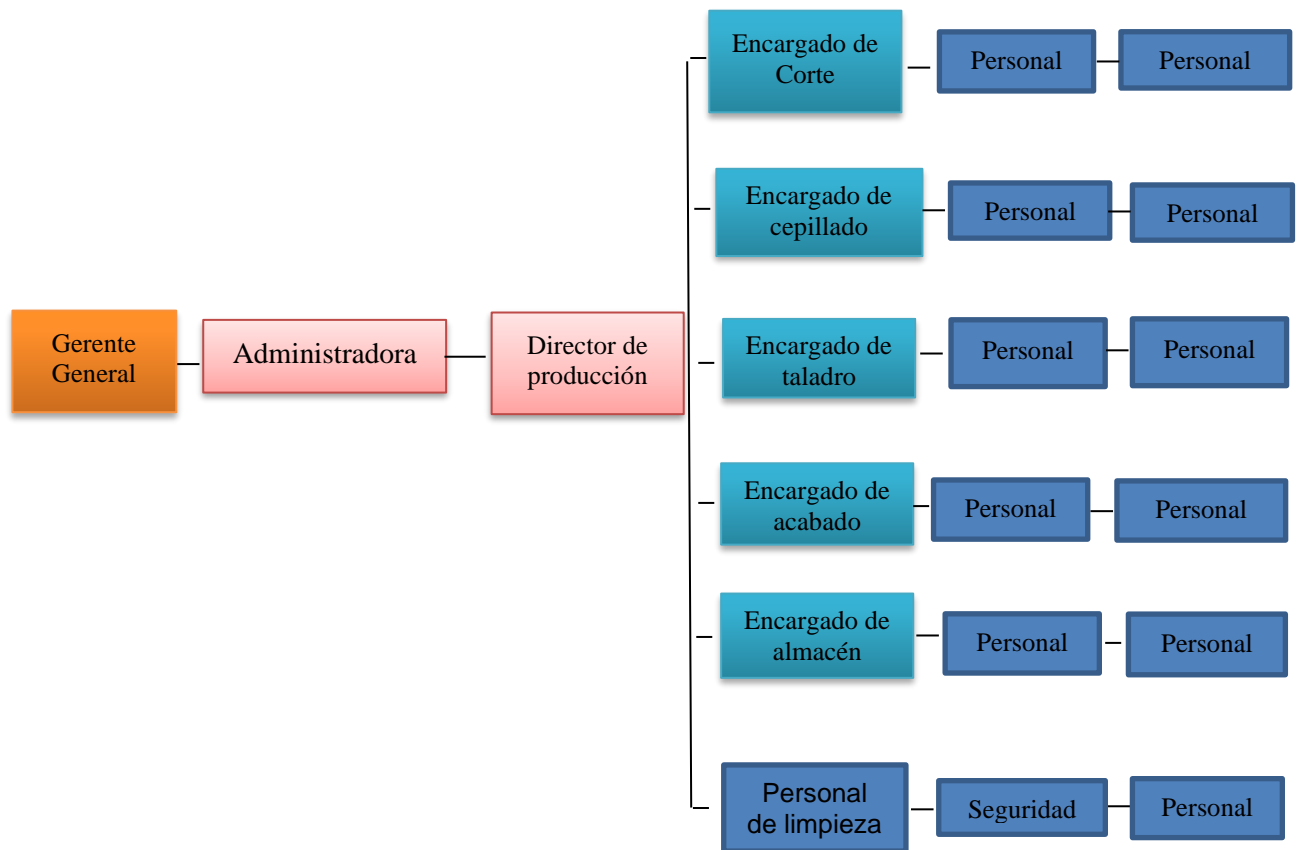 Gerente
General
Administradora
Director de
producción
Encargado de
Corte
Personal
Personal
Encargado de
cepillado
Personal
Personal
Encargado de
taladro
Personal
Personal
Encargado de
acabado
Personal
Personal
Encargado de
almacén
Personal
Personal
Personal
de limpieza
Seguridad
Personal